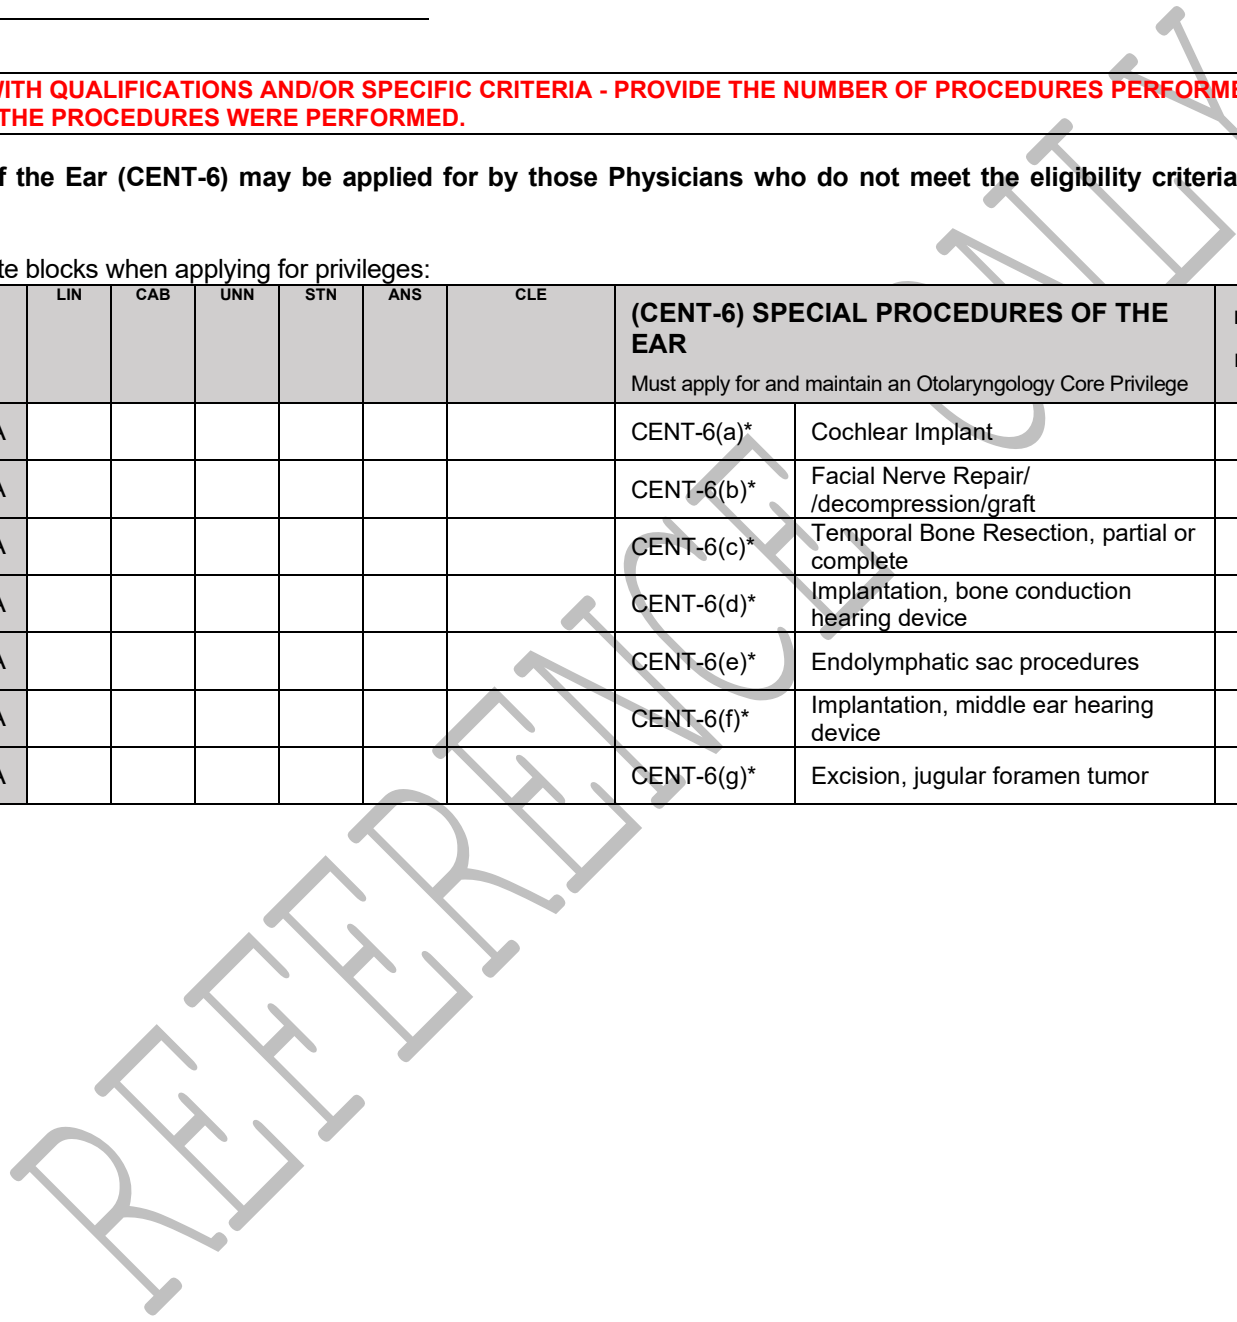 WITH QUALIFICATIONS AND/OR SPECIFIC CRITERIA - PROVIDE THE NUMBER OF PROCEDURES PERFORME
THE PROCEDURES WERE PERFORMED.
f the Ear (CENT-6) may be applied for by those Physicians who do not meet the eligibility criteria
te blocks when applying for privileges:
LIN CAB UNN STN ANS CLE
(CENT-6) SPECIAL PROCEDURES OF THE
EAR
Must apply for and maintain an Otolaryngology Core Privilege
A CENT-6(a)* Cochlear Implant
A CENT-6(b)* Facial Nerve Repair/
/decompression/graft
A CENT-6(c)* Temporal Bone Resection, partial or
complete
A CENT-6(d)* Implantation, bone conduction
hearing device
A CENT-6(e)* Endolymphatic sac procedures
A CENT-6(f)* Implantation, middle ear hearing
device
A CENT-6(g)* Excision, jugular foramen tumor
REFERENCE ONLY